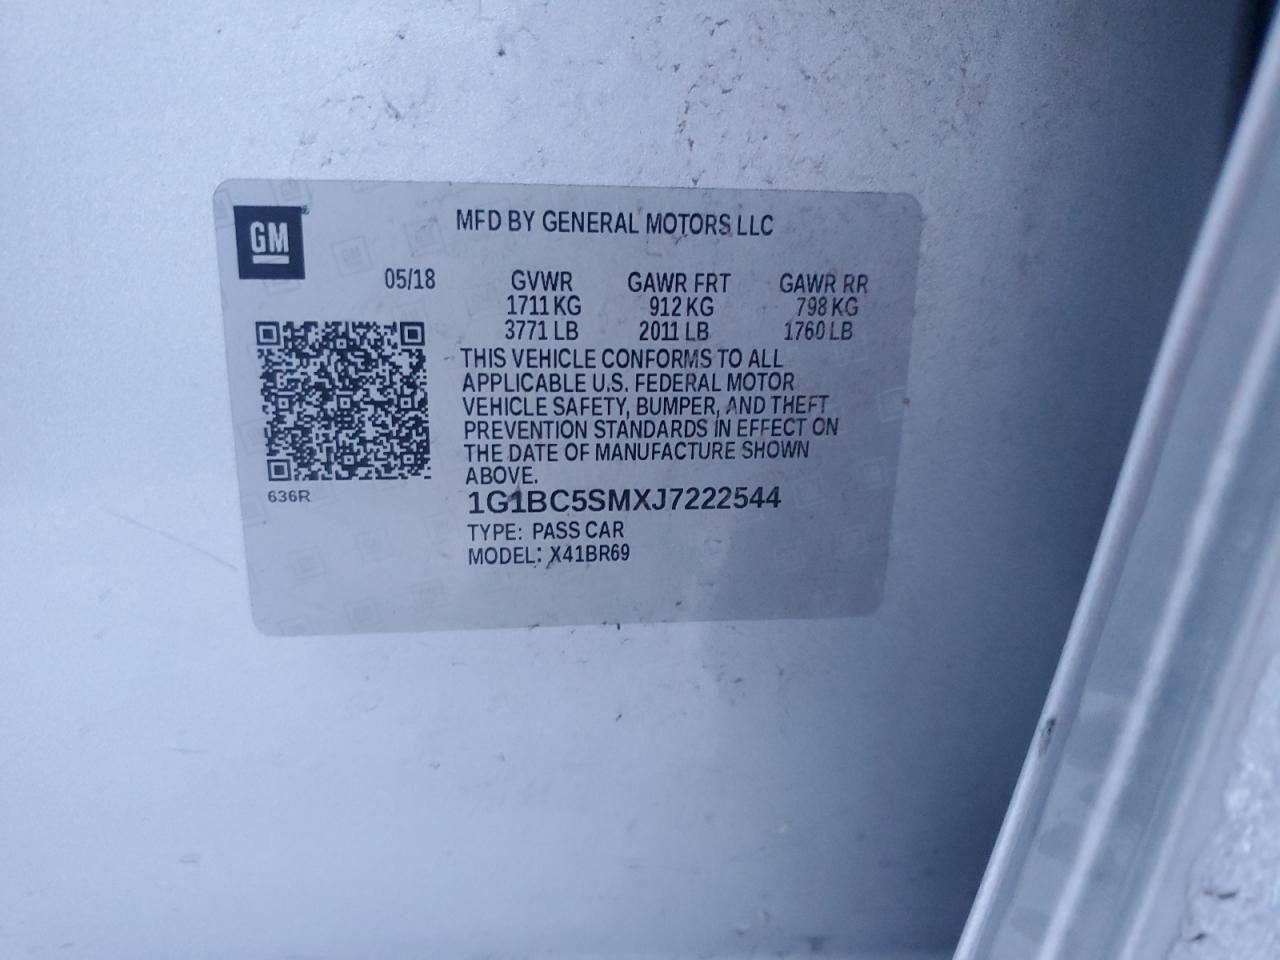 GM
MFD BY GENERAL MOTORS LLC
05/18 GVWR GAWR FRT GAWR RR
1711 KG 912 KG 798 KG
3771 LB 2011 LB 1760 LB
THIS VEHICLE CONFORMS TO ALL
APPLICABLE U.S. FEDERAL MOTOR
VEHICLE SAFETY, BUMPER, AND THEFT
PREVENTION STANDARDS IN EFFECT ON
THE DATE OF MANUFACTURE SHOWN
ABOVE.
636R
1G1BC5SMXJ7222544
TYPE: PASS CAR
MODEL: X41BR69